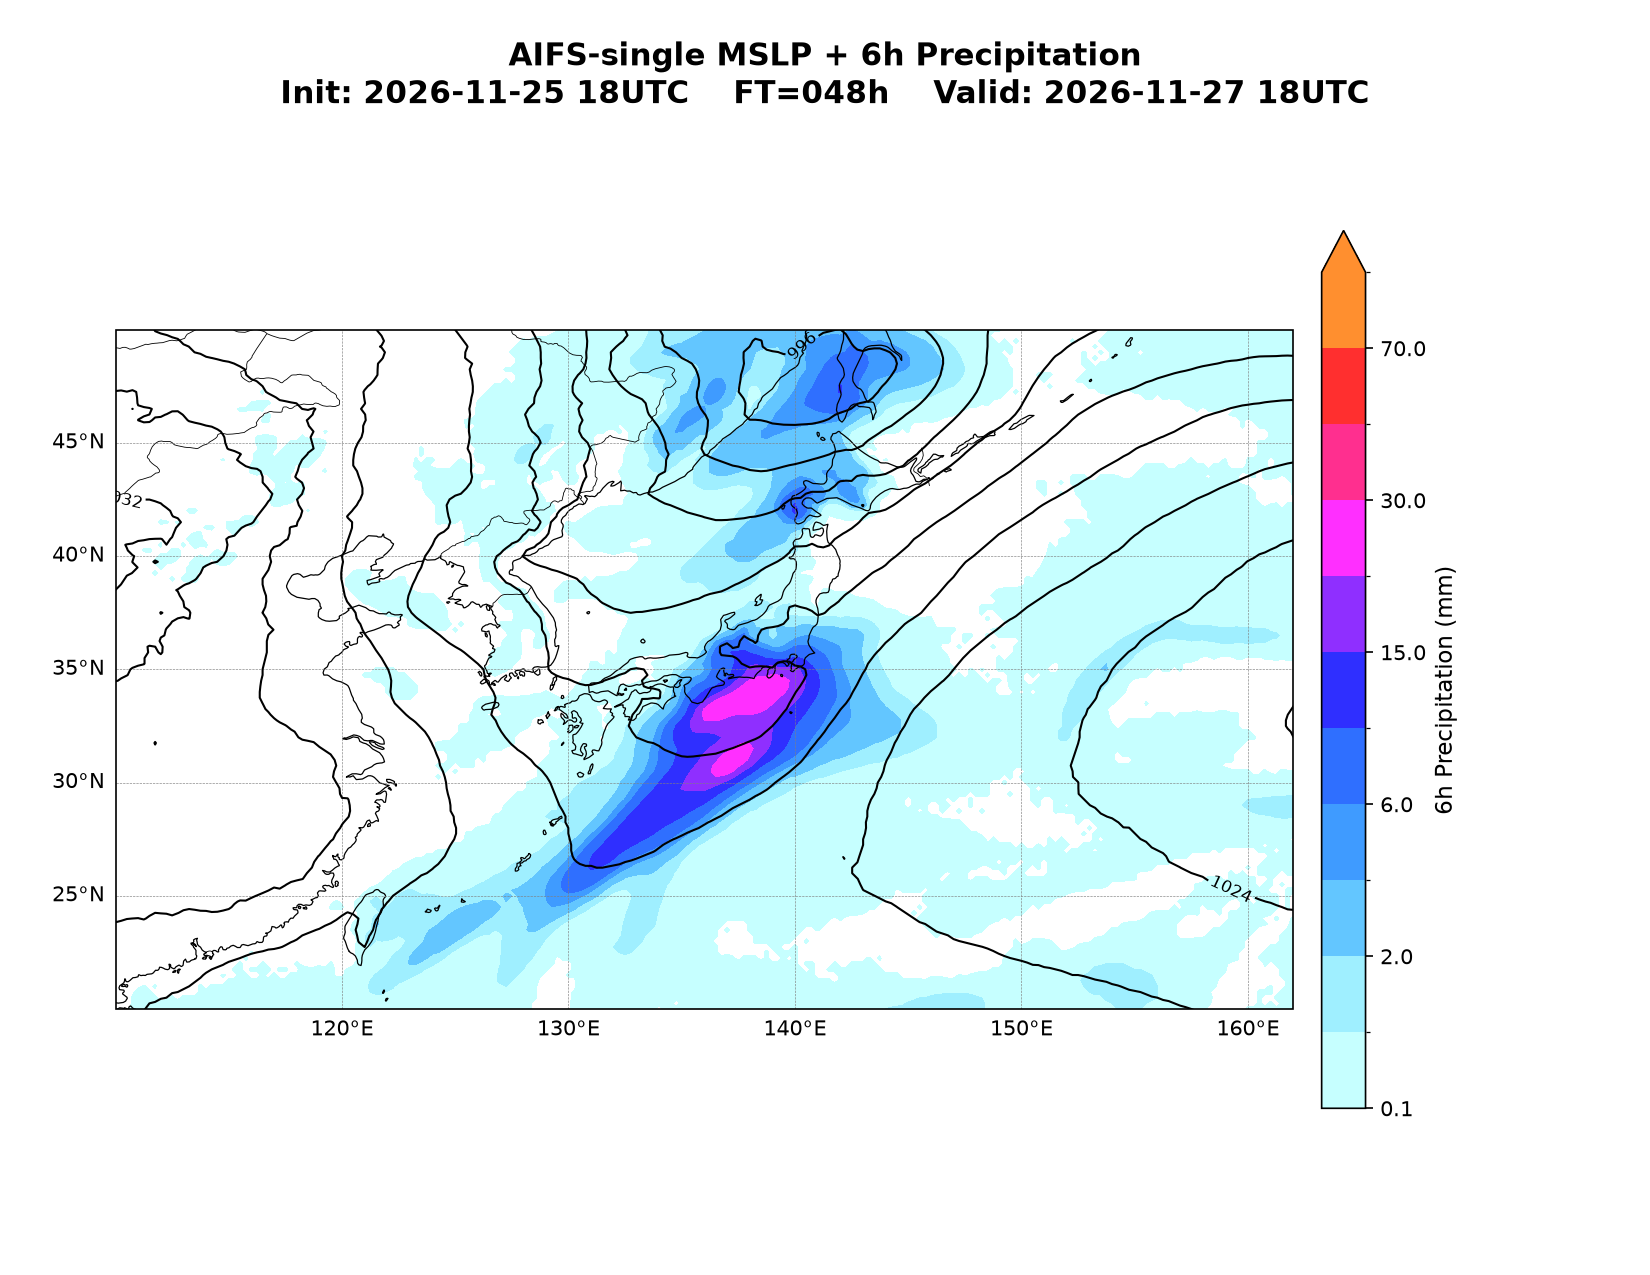 AIFS-single MSLP + 6h Precipitation
Init: 2026-11-25 18UTC    FT=048h    Valid: 2026-11-27 18UTC
996
1024
45°N
40°N
35°N
30°N
25°N
120°E
130°E
140°E
150°E
160°E
70.0
30.0
15.0
6.0
2.0
0.1
6h Precipitation (mm)